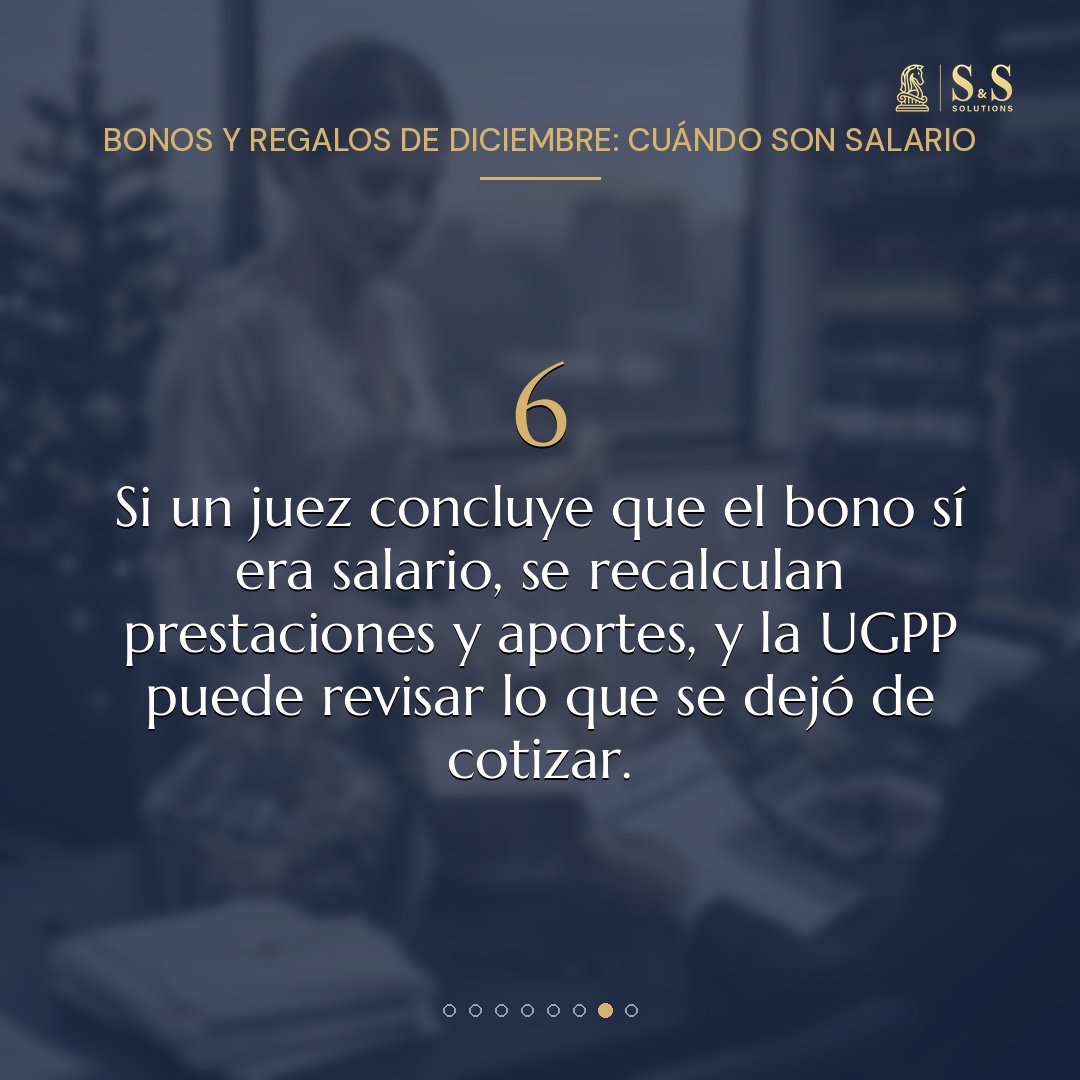 S&S
SOLUTIONS
BONOS Y REGALOS DE DICIEMBRE: CUÁNDO SON SALARIO
6
Si un juez concluye que el bono sí
era salario, se recalculan
prestaciones y aportes, y la UGPP
puede revisar lo que se dejó de
cotizar.